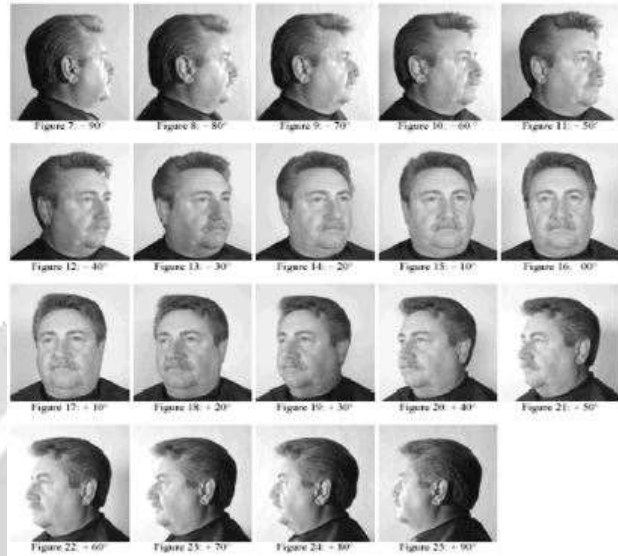 Figure 7: − 90°
Figure 8: − 80°
Figure 9: − 70°
Figure 10: − 60°
Figure 11: − 50°
Figure 12: − 40°
Figure 13: − 30°
Figure 14: − 20°
Figure 15: − 10°
Figure 16: 00°
Figure 17: + 10°
Figure 18: + 20°
Figure 19: + 30°
Figure 20: + 40°
Figure 21: + 50°
Figure 22: + 60°
Figure 23: + 70°
Figure 24: + 80°
Figure 25: + 90°